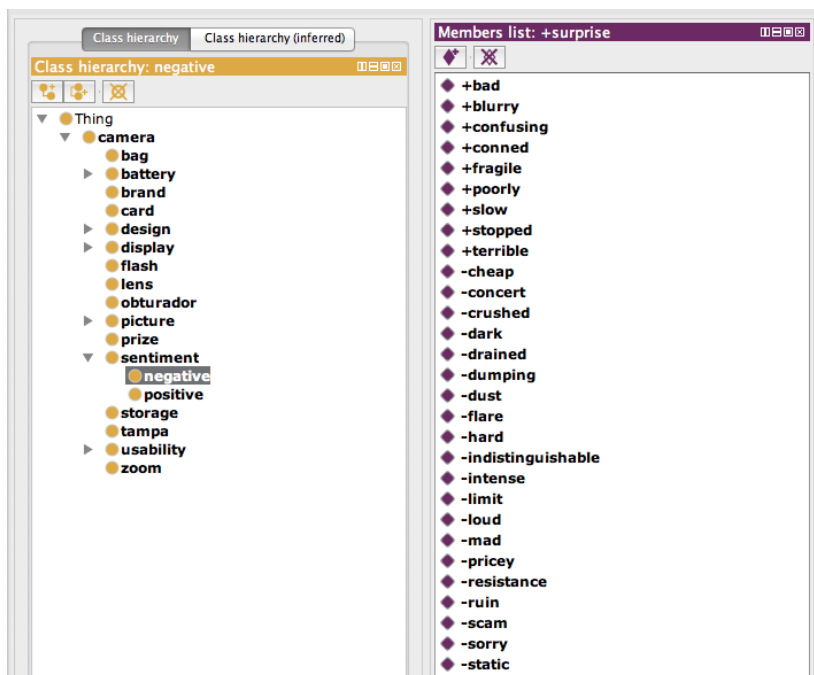 Class hierarchy
Class hierarchy (inferred)
Class hierarchy: negative
Thing
camera
bag
battery
brand
card
design
display
flash
lens
obturador
picture
prize
sentiment
negative
positive
storage
tampa
usability
zoom
Members list: +surprise
+bad
+blurry
+confusing
+conned
+fragile
+poorly
+slow
+stopped
+terrible
-cheap
-concert
-crushed
-dark
-drained
-dumping
-dust
-flare
-hard
-indistinguishable
-intense
-limit
-loud
-mad
-pricey
-resistance
-ruin
-scam
-sorry
-static